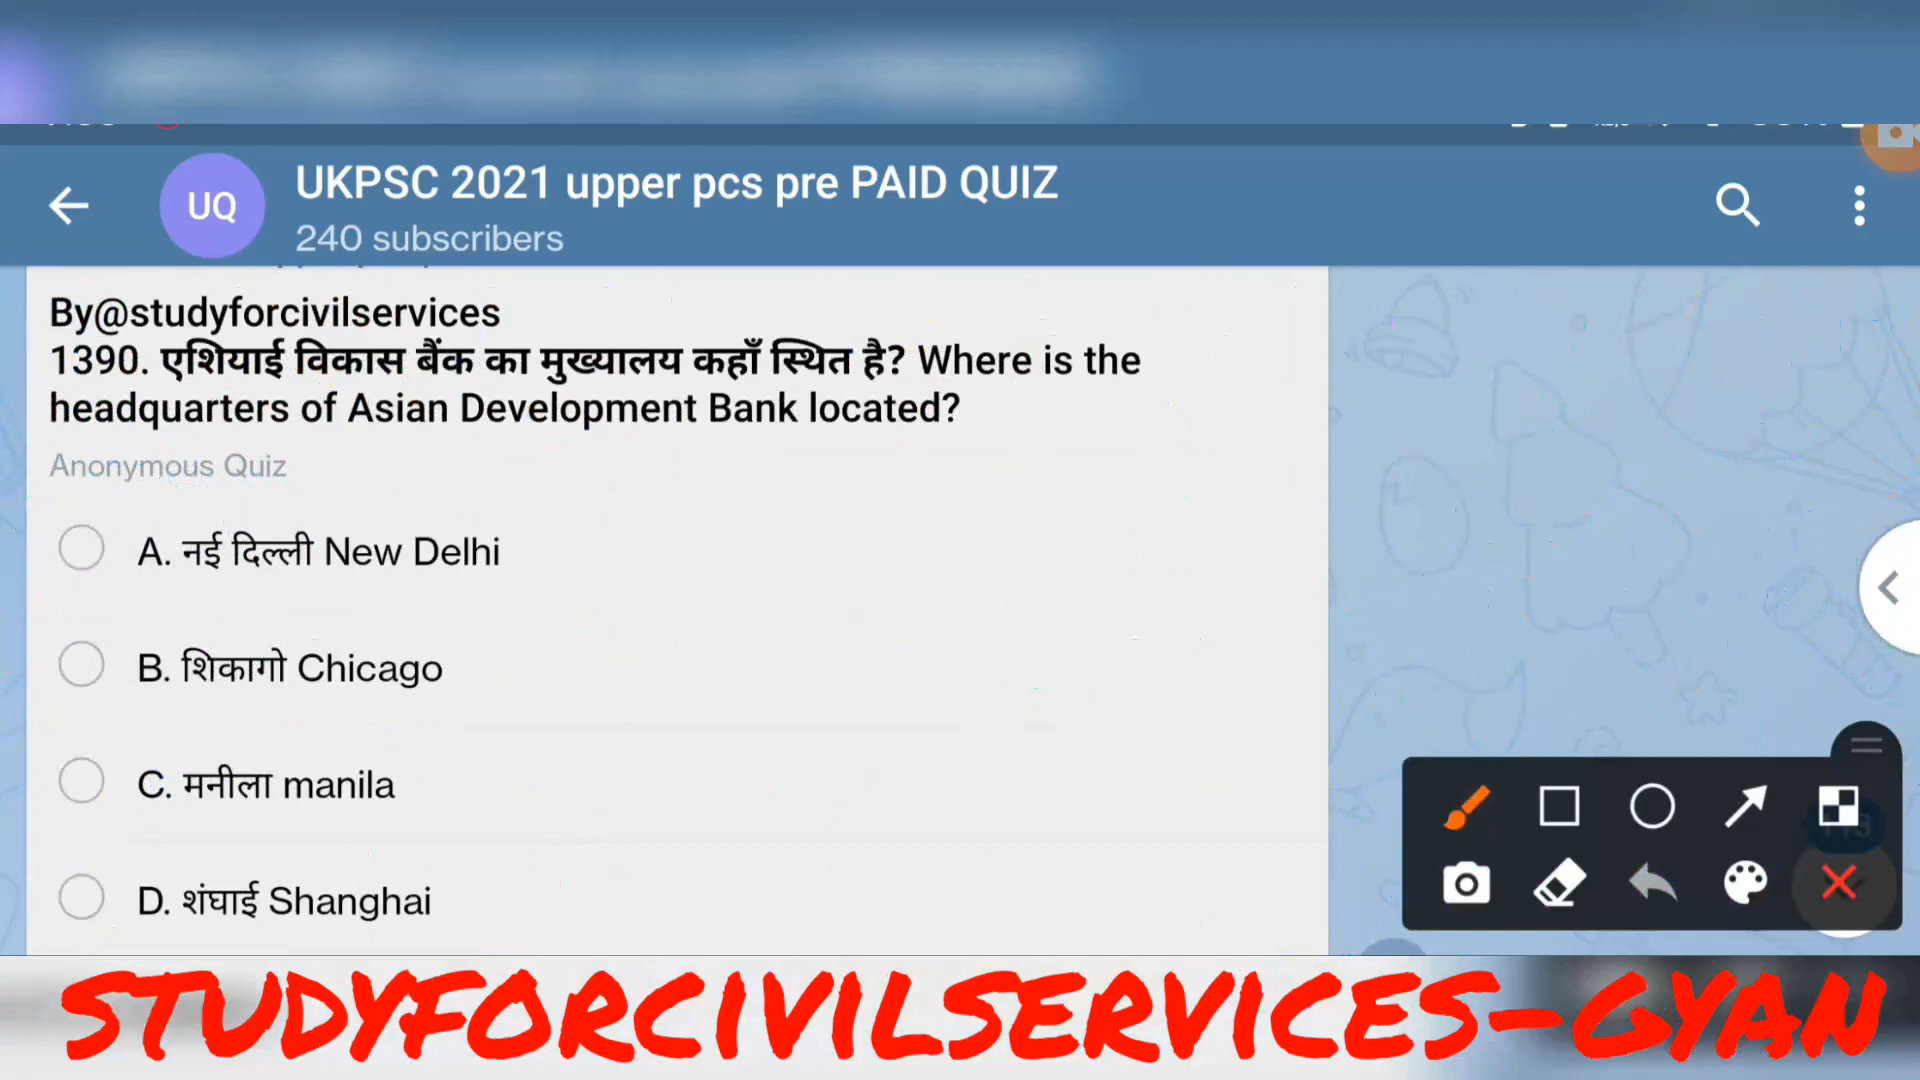 UKPSC 2021 upper pcs pre PAID QUIZ
UQ
240 subscribers
By@studyforcivilservices
1390. एशियाई विकास बैंक का मुख्यालय कहाँ स्थित है? Where is the
headquarters of Asian Development Bank located?
Anonymous Quiz
A. नई दिल्ली New Delhi
B. शिकागो Chicago
C. मनीला manila
D. शंघाई Shanghai
STUDYFORCIVILSERVICES-GYAN